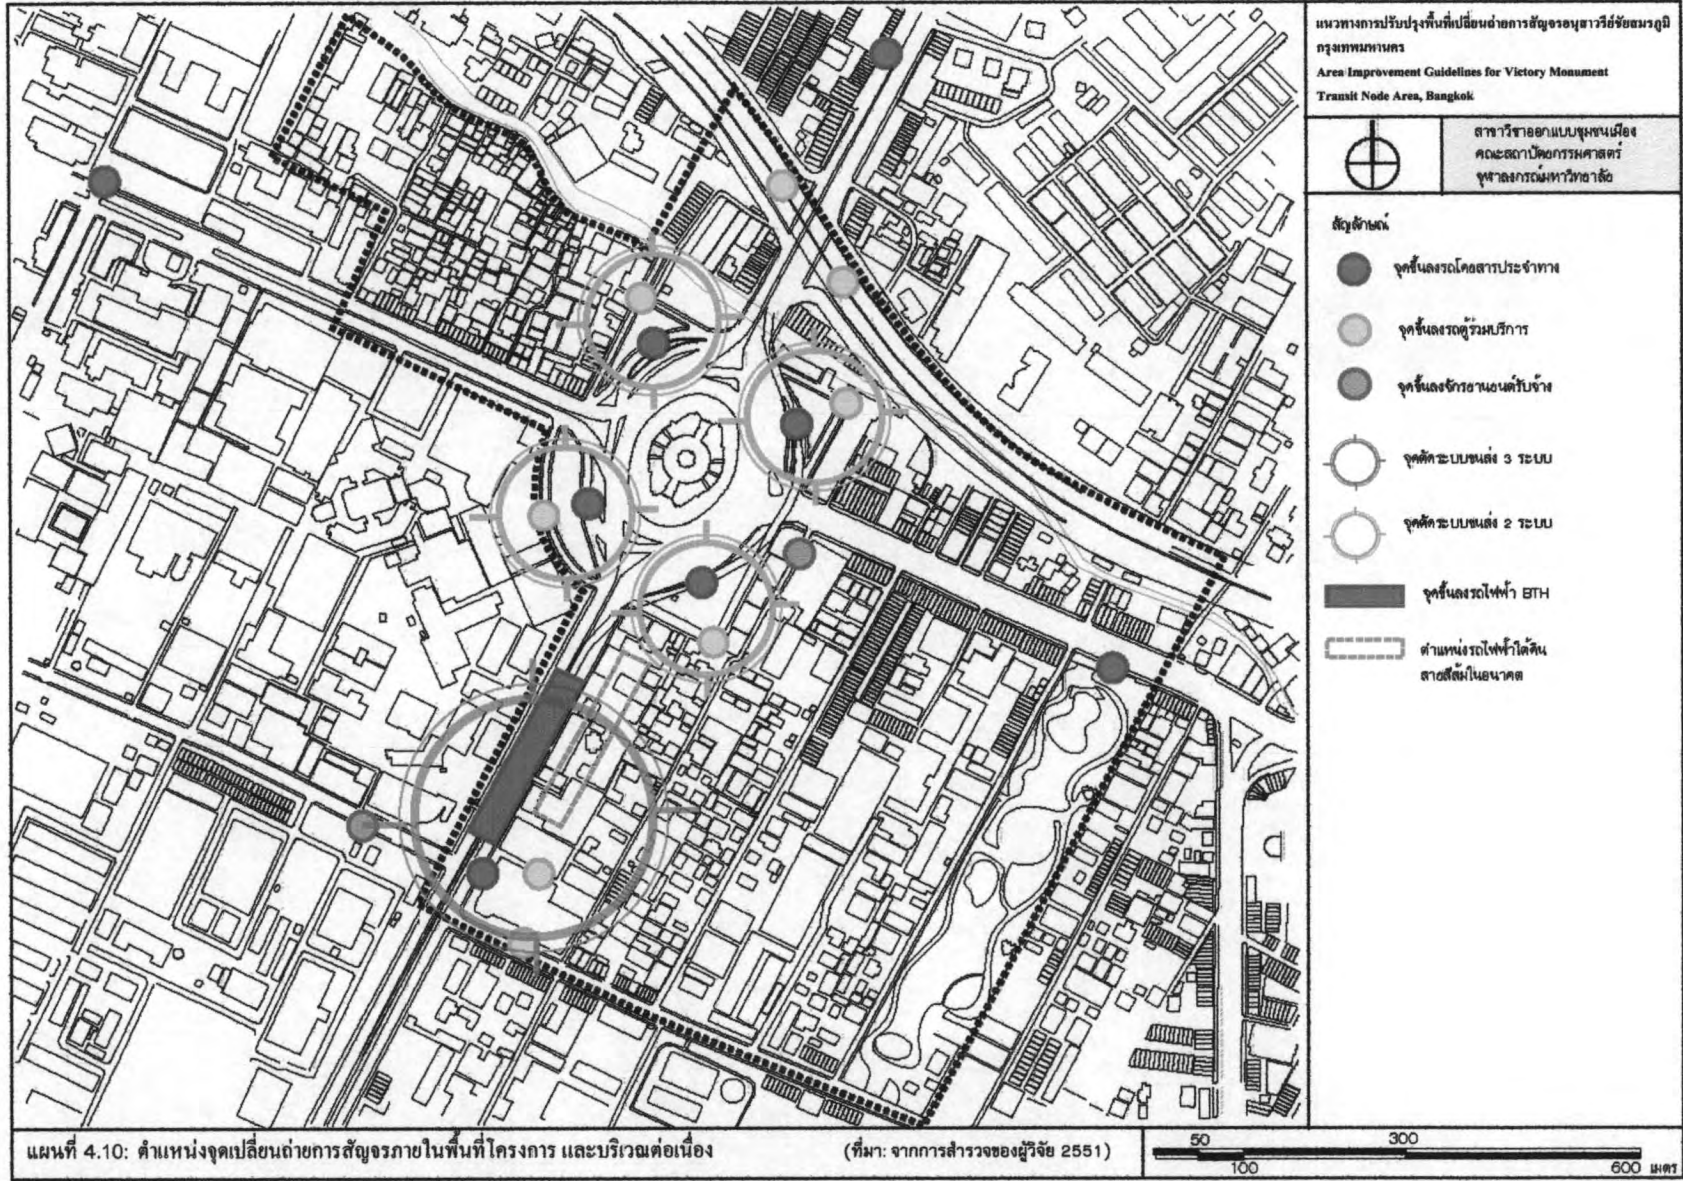 แนวทางการปรับปรุงพื้นที่เปลี่ยนถ่ายการสัญจรอนุสาวรีย์ชัยสมรภูมิ
กรุงเทพมหานคร
Area Improvement Guidelines for Victory Monument
Transit Node Area, Bangkok
สาขาวิชาออกแบบชุมชนเมือง
คณะสถาปัตยกรรมศาสตร์
จุฬาลงกรณ์มหาวิทยาลัย
สัญลักษณ์
จุดขึ้นลงรถโดยสารประจำทาง
จุดขึ้นลงรถตู้ร่วมบริการ
จุดขึ้นลงจักรยานยนต์รับจ้าง
จุดตัดระบบขนส่ง 3 ระบบ
จุดตัดระบบขนส่ง 2 ระบบ
จุดขึ้นลงรถไฟฟ้า BTH
ตำแหน่งรถไฟฟ้าใต้ดิน
สายสีส้มในอนาคต
แผนที่ 4.10: ตำแหน่งจุดเปลี่ยนถ่ายการสัญจรภายในพื้นที่โครงการ และบริเวณต่อเนื่อง (ที่มา: จากการสำรวจของผู้วิจัย 2551)
50 300
100 600 เมตร